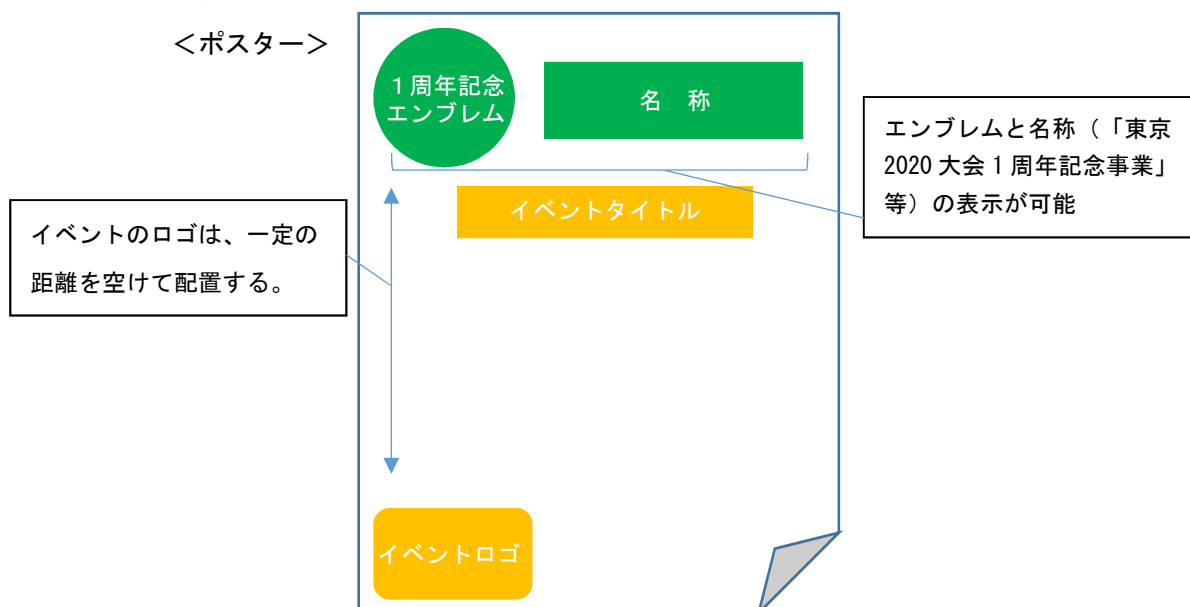 ＜ポスター＞
１周年記念
エンブレム
名　称
エンブレムと名称（「東京
2020 大会 1 周年記念事業」
等）の表示が可能
イベントタイトル
イベントのロゴは、一定の
距離を空けて配置する。
イベントロゴ